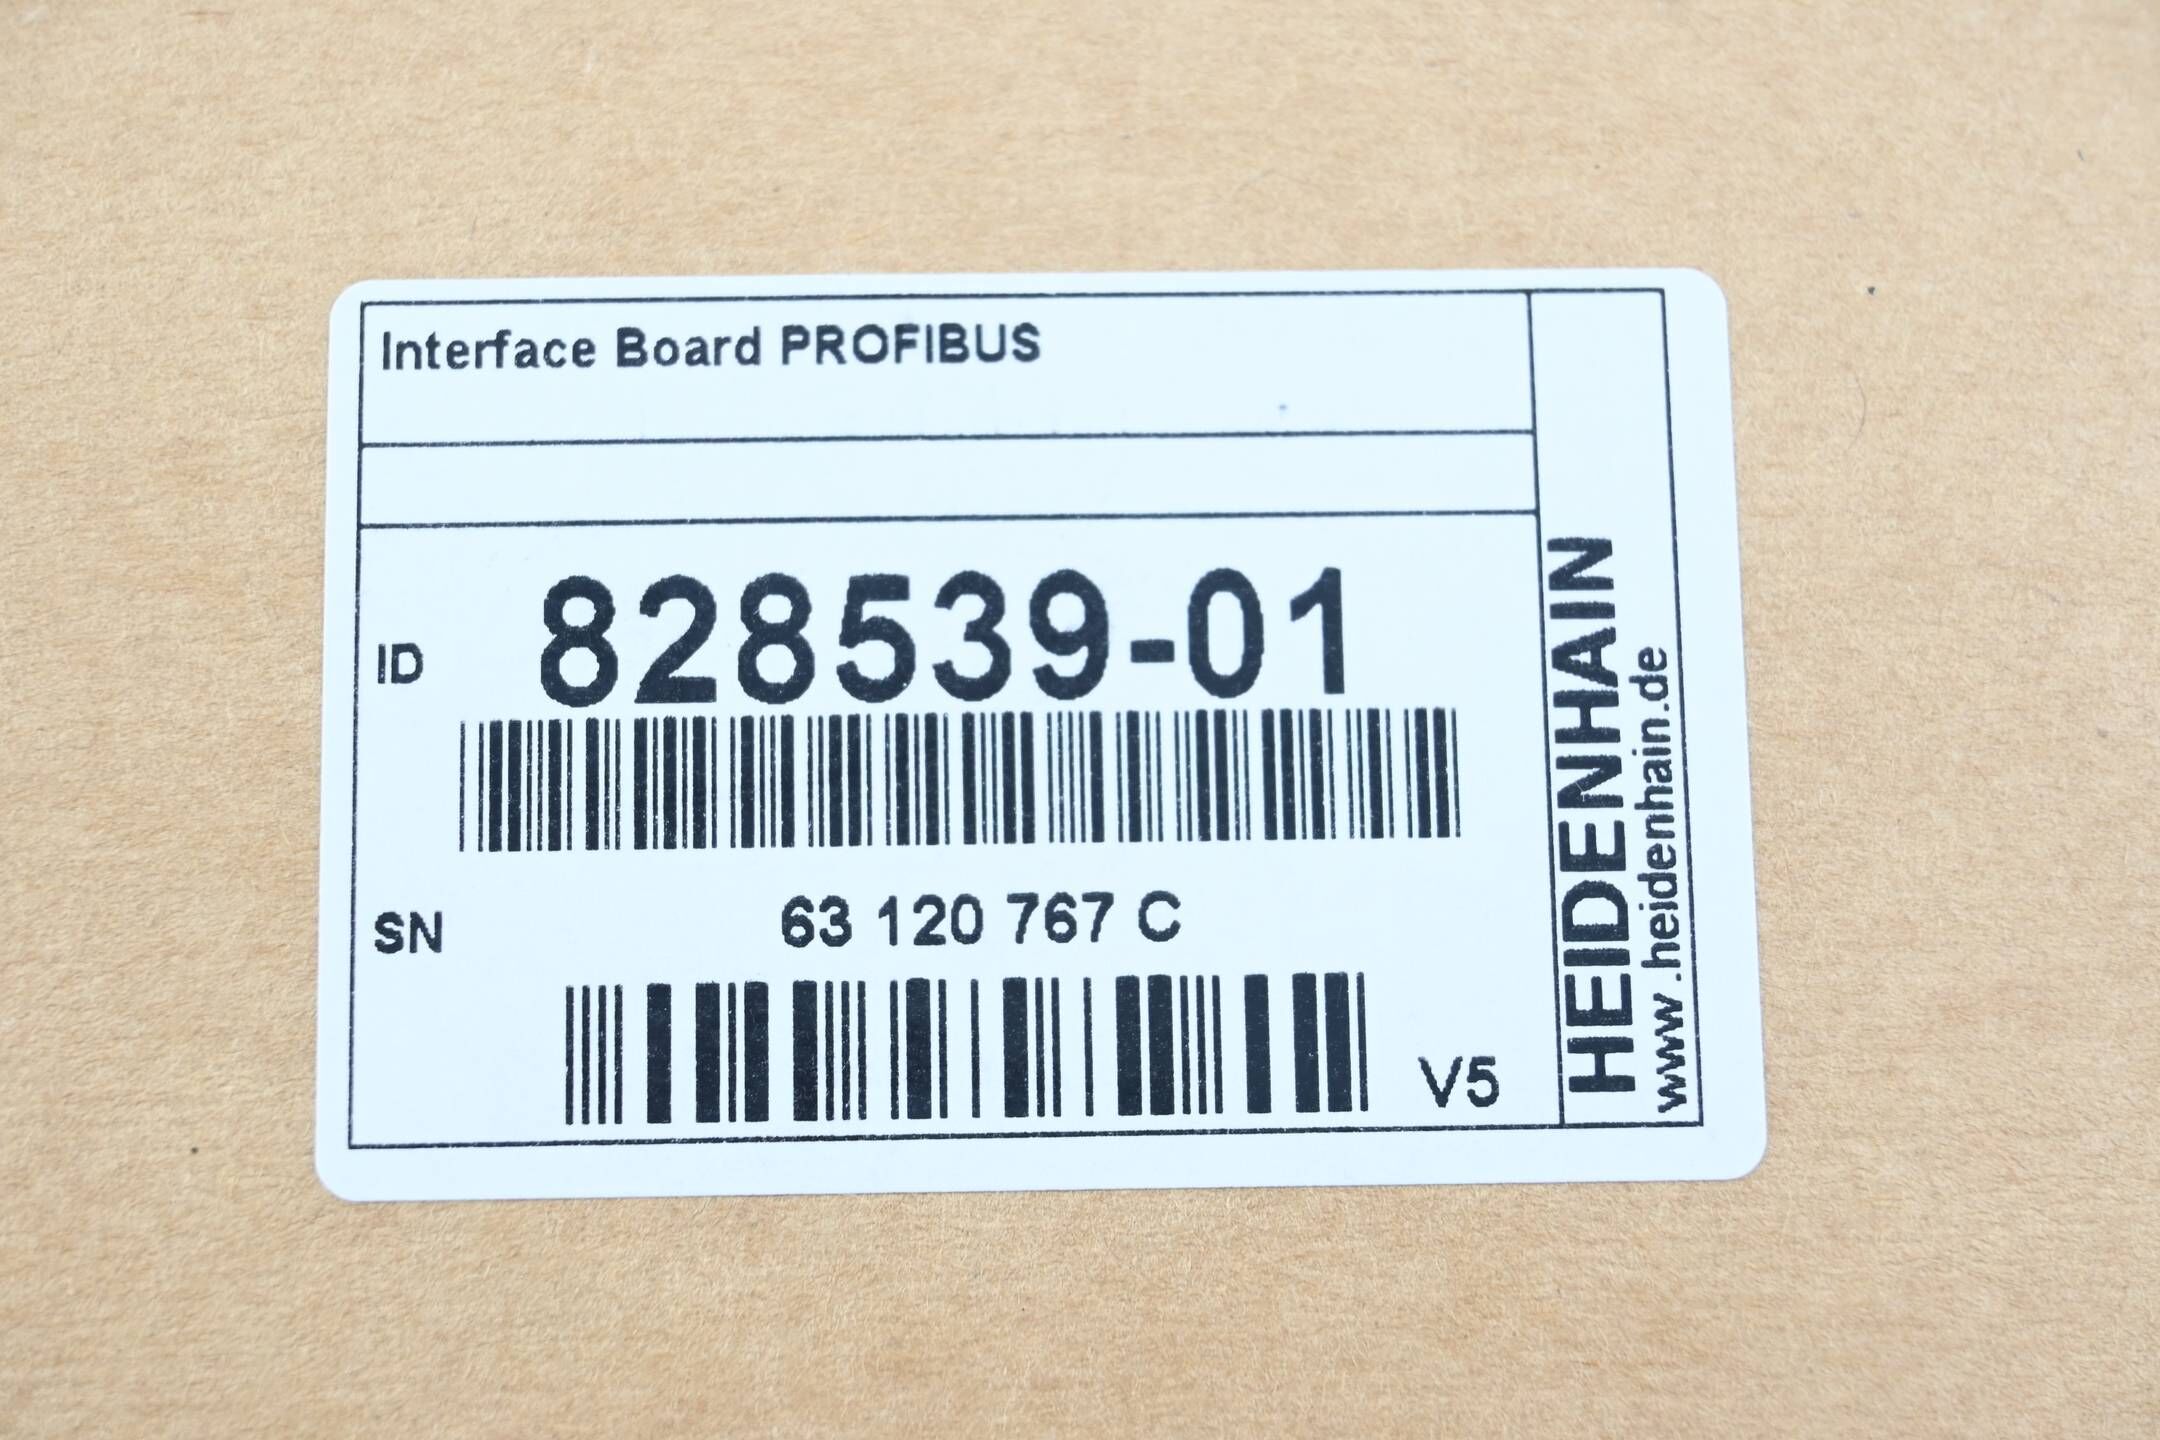 Interface Board PROFIBUS
ID 828539-01
SN 63 120 767 C
V5
HEIDENHAIN
www.heidenhain.de